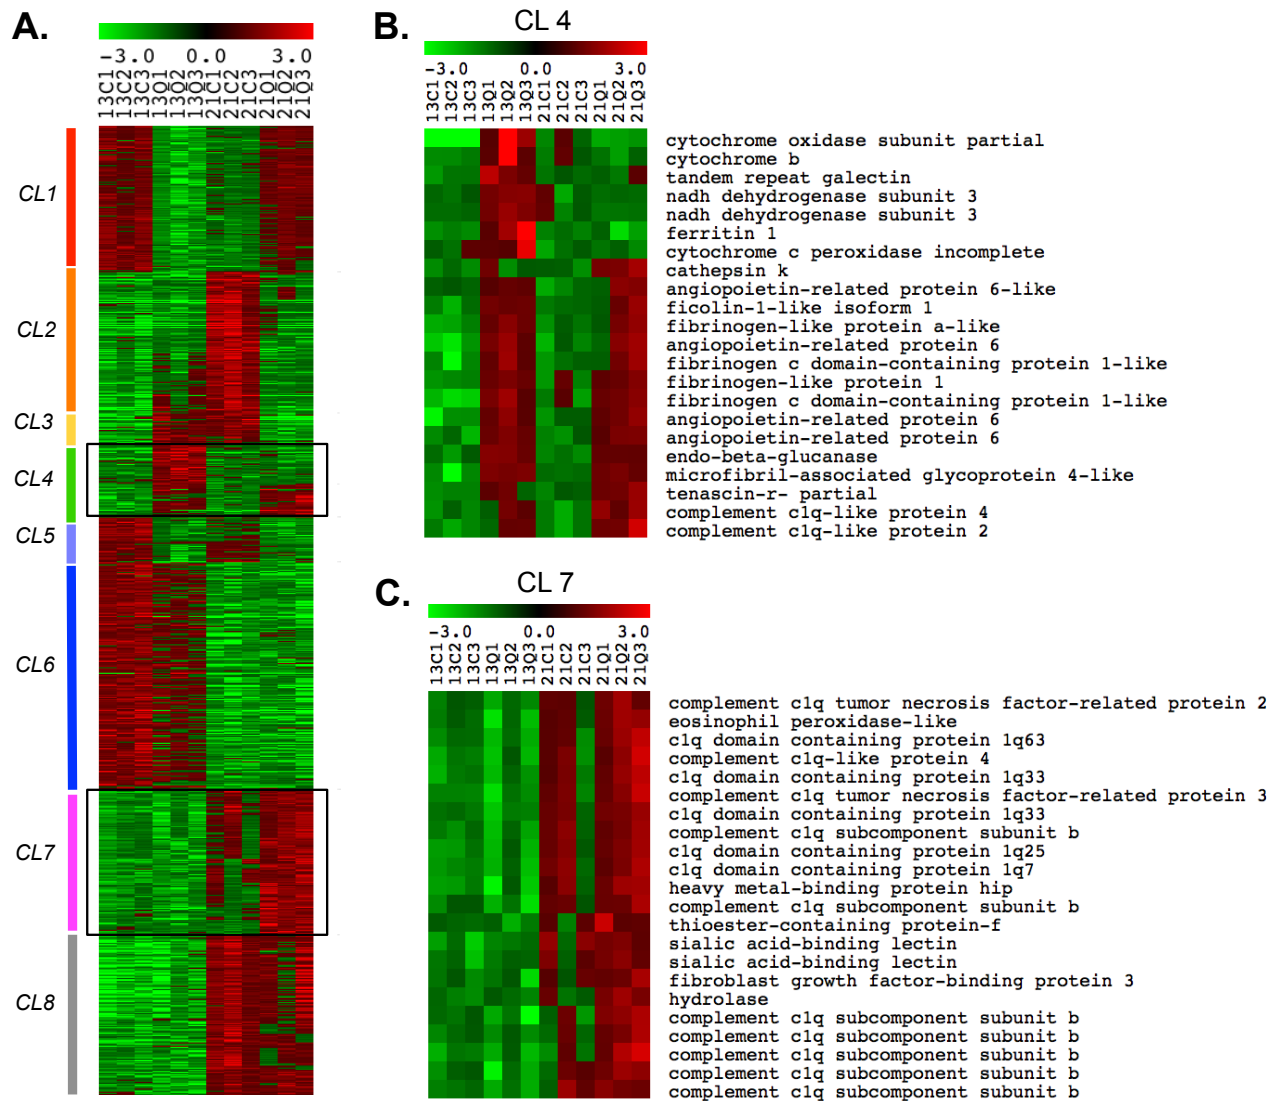 A.
-3.0 0.0 3.0
13C1 13C2 13C3 13Q1 13Q2 13Q3 21C1 21C2 21C3 21Q1 21Q2 21Q3
CL1
CL2
CL3
CL4
CL5
CL6
CL7
CL8
B.
CL 4
-3.0 0.0 3.0
13C1 13C2 13C3 13Q1 13Q2 13Q3 21C1 21C2 21C3 21Q1 21Q2 21Q3
cytochrome oxidase subunit partial
cytochrome b
tandem repeat galectin
nadh dehydrogenase subunit 3
nadh dehydrogenase subunit 3
ferritin 1
cytochrome c peroxidase incomplete
cathepsin k
angiopoietin-related protein 6-like
ficolin-1-like isoform 1
fibrinogen-like protein a-like
angiopoietin-related protein 6
fibrinogen c domain-containing protein 1-like
fibrinogen-like protein 1
fibrinogen c domain-containing protein 1-like
angiopoietin-related protein 6
angiopoietin-related protein 6
endo-beta-glucanase
microfibril-associated glycoprotein 4-like
tenascin-r- partial
complement c1q-like protein 4
complement c1q-like protein 2
C.
CL 7
-3.0 0.0 3.0
13C1 13C2 13C3 13Q1 13Q2 13Q3 21C1 21C2 21C3 21Q1 21Q2 21Q3
complement c1q tumor necrosis factor-related protein 2
eosinophil peroxidase-like
c1q domain containing protein 1q63
complement c1q-like protein 4
c1q domain containing protein 1q33
complement c1q tumor necrosis factor-related protein 3
c1q domain containing protein 1q33
complement c1q subcomponent subunit b
c1q domain containing protein 1q25
c1q domain containing protein 1q7
heavy metal-binding protein hip
complement c1q subcomponent subunit b
thioester-containing protein-f
sialic acid-binding lectin
sialic acid-binding lectin
fibroblast growth factor-binding protein 3
hydrolase
complement c1q subcomponent subunit b
complement c1q subcomponent subunit b
complement c1q subcomponent subunit b
complement c1q subcomponent subunit b
complement c1q subcomponent subunit b